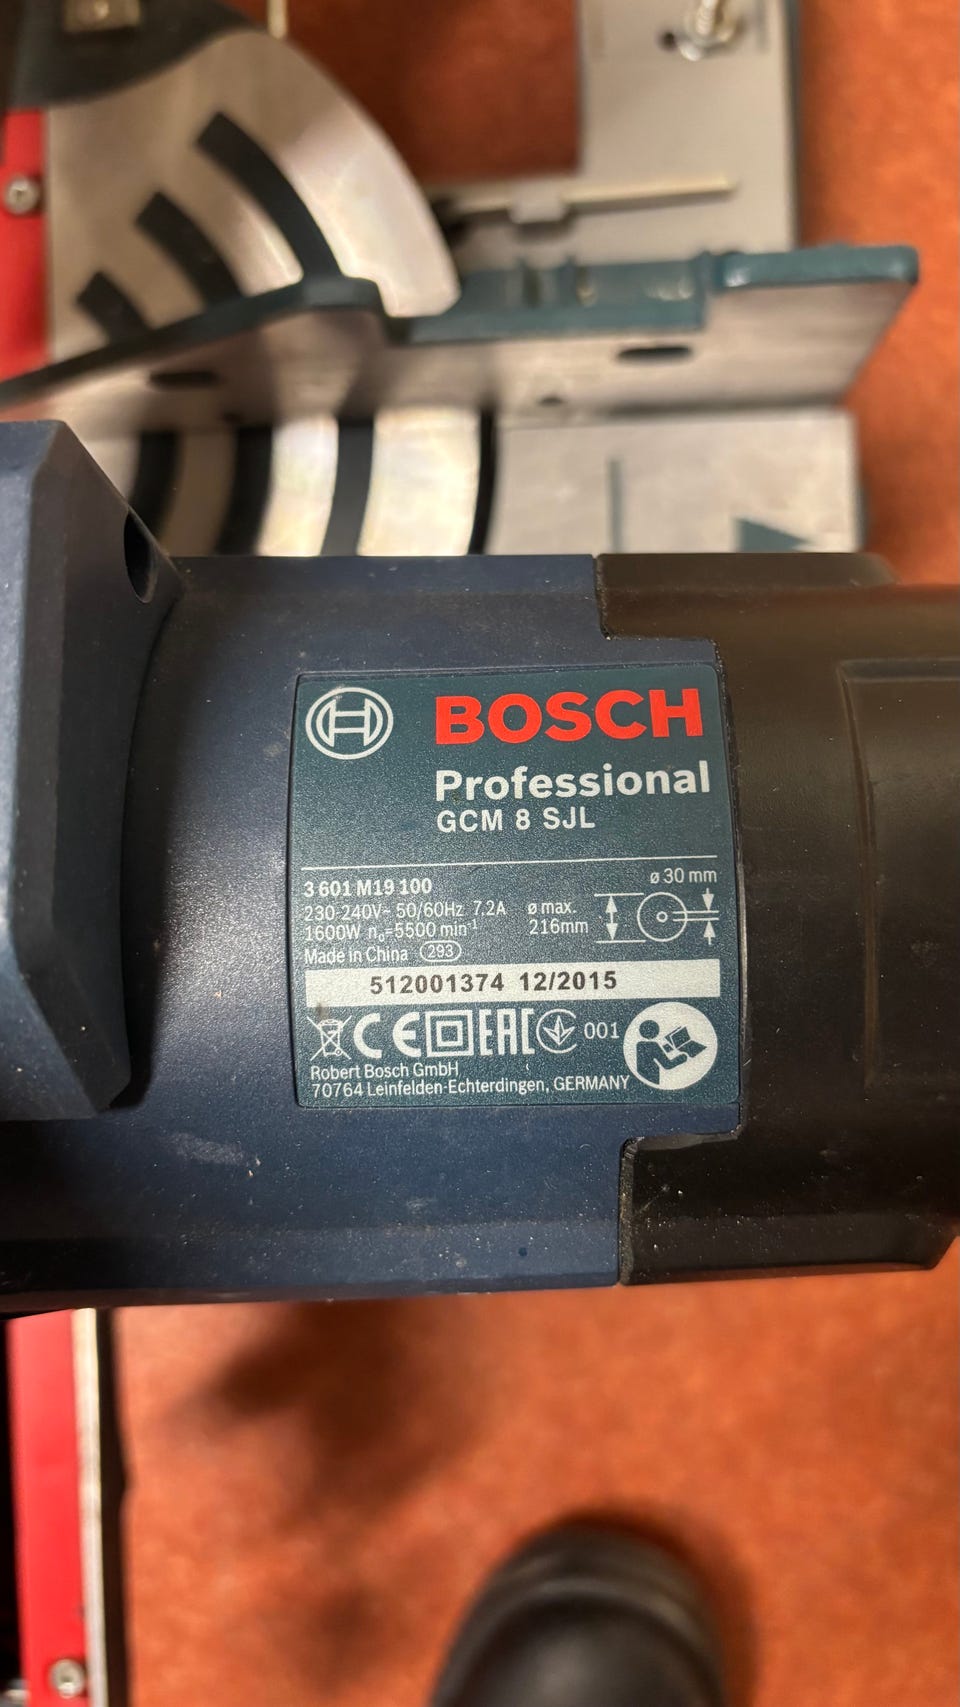 BOSCH
Professional
GCM 8 SJL
3 601 M19 100
230-240V~ 50/60Hz 7.2A
1600W n₀=5500 min⁻¹
Made in China 293
ø max.
216mm
ø 30 mm
512001374 12/2015
CE EAC 001
Robert Bosch GmbH
70764 Leinfelden-Echterdingen, GERMANY